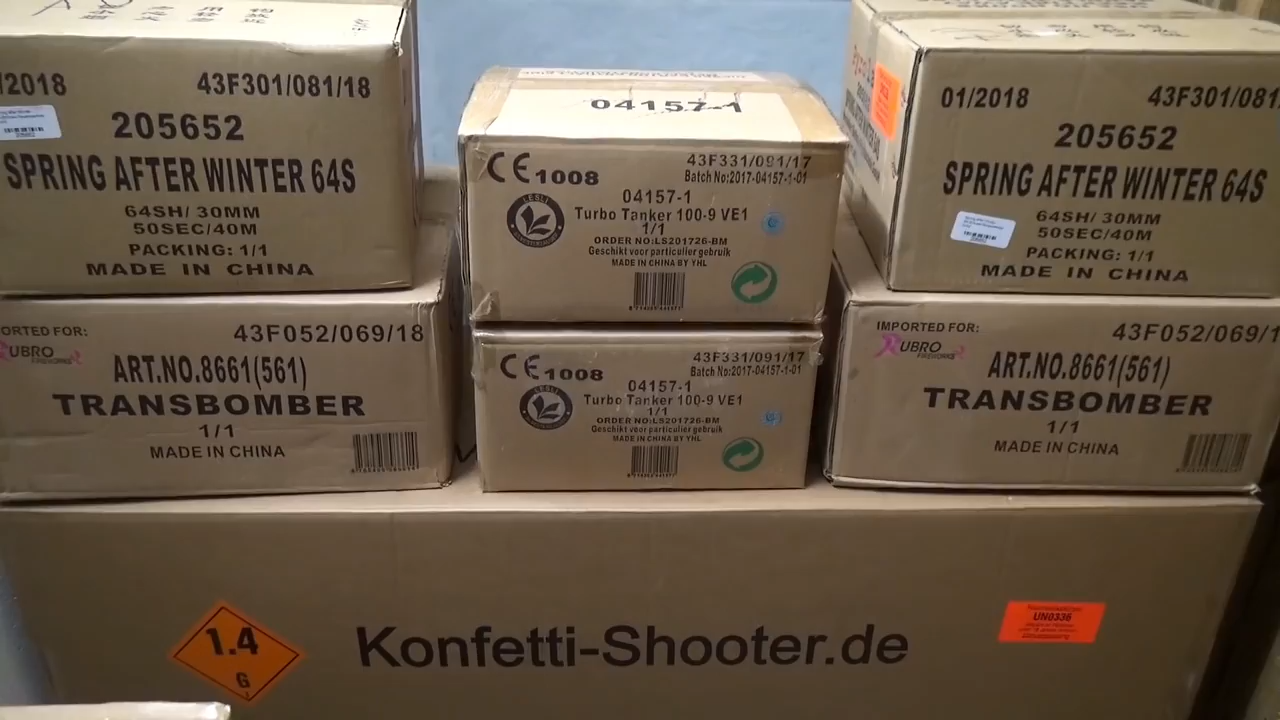 /2018
43F301/081/18
205652
SPRING AFTER WINTER 64S
64SH/ 30MM
50SEC/40M
PACKING: 1/1
MADE IN CHINA
ORTED FOR:
UBRO
43F052/069/18
ART.NO.8661(561)
TRANSBOMBER
1/1
MADE IN CHINA
04157-1
CE 1008
43F331/091/17
Batch No:2017-04157-1-01
LESLI
04157-1
Turbo Tanker 100-9 VE1
1/1
ORDER NO:LS201726-BM
Geschikt voor particulier gebruik
MADE IN CHINA BY YHL
CE 1008
43F331/091/17
Batch No:2017-04157-1-01
LESLI
04157-1
Turbo Tanker 100-9 VE1
1/1
ORDER NO:LS201726-BM
Geschikt voor particulier gebruik
MADE IN CHINA BY YHL
01/2018
43F301/081
205652
SPRING AFTER WINTER 64S
64SH/ 30MM
50SEC/40M
PACKING: 1/1
MADE IN CHINA
IMPORTED FOR:
RUBRO
FIREWORKS
43F052/069/1
ART.NO.8661(561)
TRANSBOMBER
1/1
MADE IN CHINA
1.4
G
Konfetti-Shooter.de
UN0336